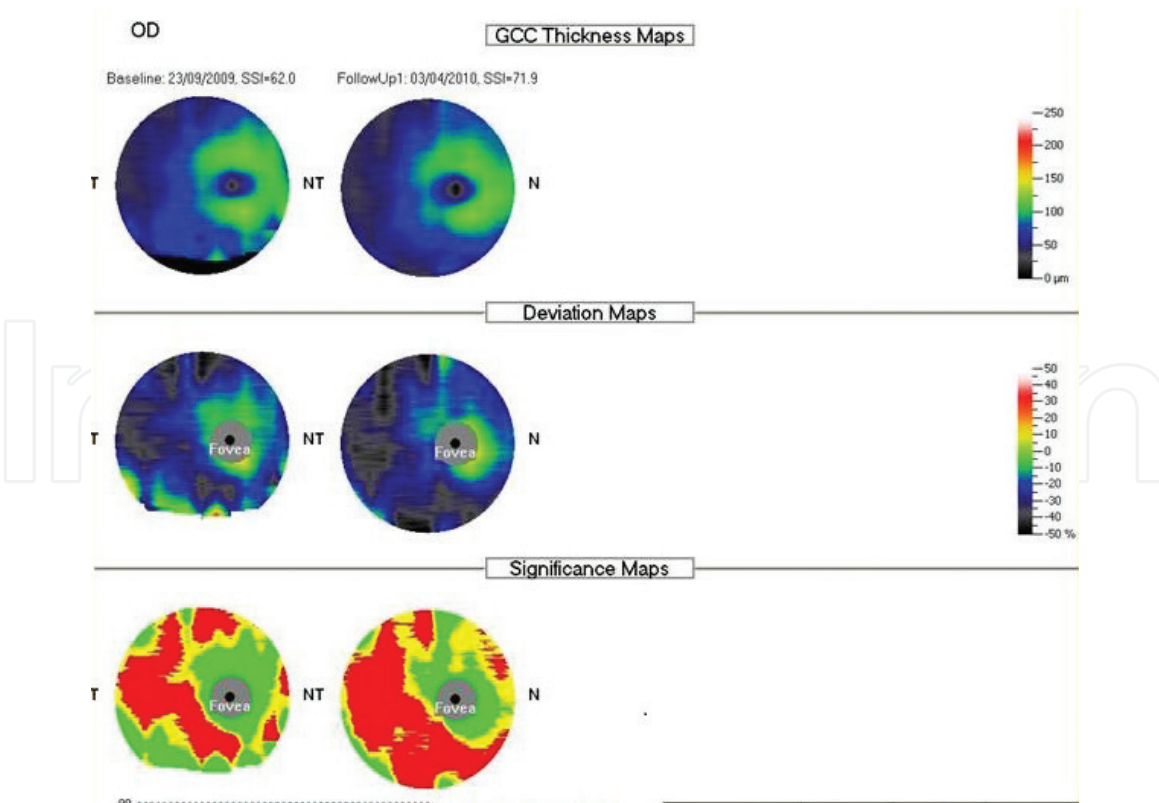 OD
GCC Thickness Maps
Baseline: 23/09/2009, SSI=62.0
FollowUp1: 03/04/2010, SSI=71.9
250
200
150
100
50
0 µm
T
NT
N
Deviation Maps
50
40
30
20
10
0
-10
-20
-30
-40
-50 %
T
Fovea
NT
Fovea
N
Significance Maps
T
Fovea
NT
Fovea
N